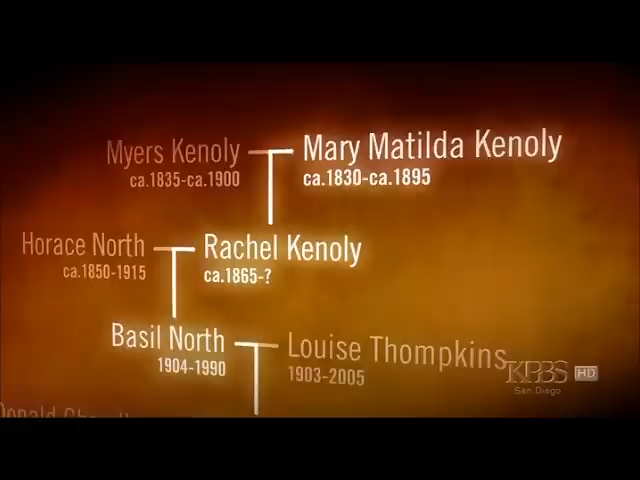 Myers Kenoly
ca.1835-ca.1900
Mary Matilda Kenoly
ca.1830-ca.1895
Horace North
ca.1850-1915
Rachel Kenoly
ca.1865-?
Basil North
1904-1990
Louise Thompkins
1903-2005
KPBS HD
San Diego
Donald